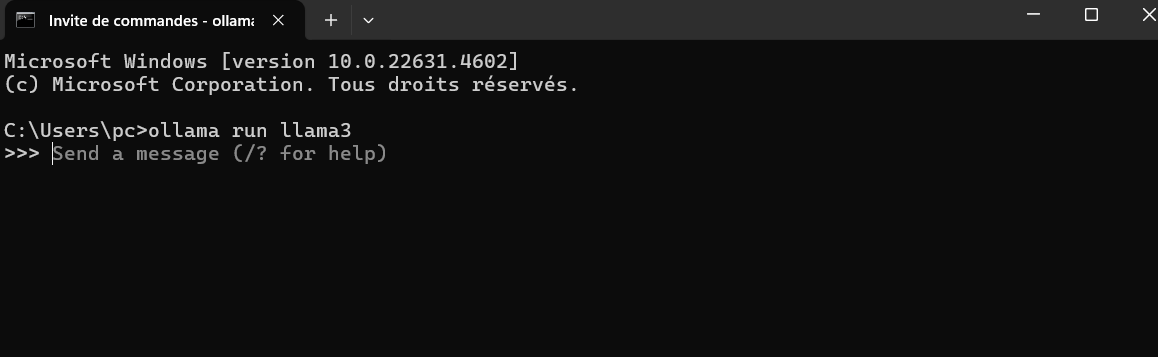 Invite de commandes - ollama
Microsoft Windows [version 10.0.22631.4602]
(c) Microsoft Corporation. Tous droits réservés.
C:\Users\pc>ollama run llama3
>>> Send a message (/? for help)